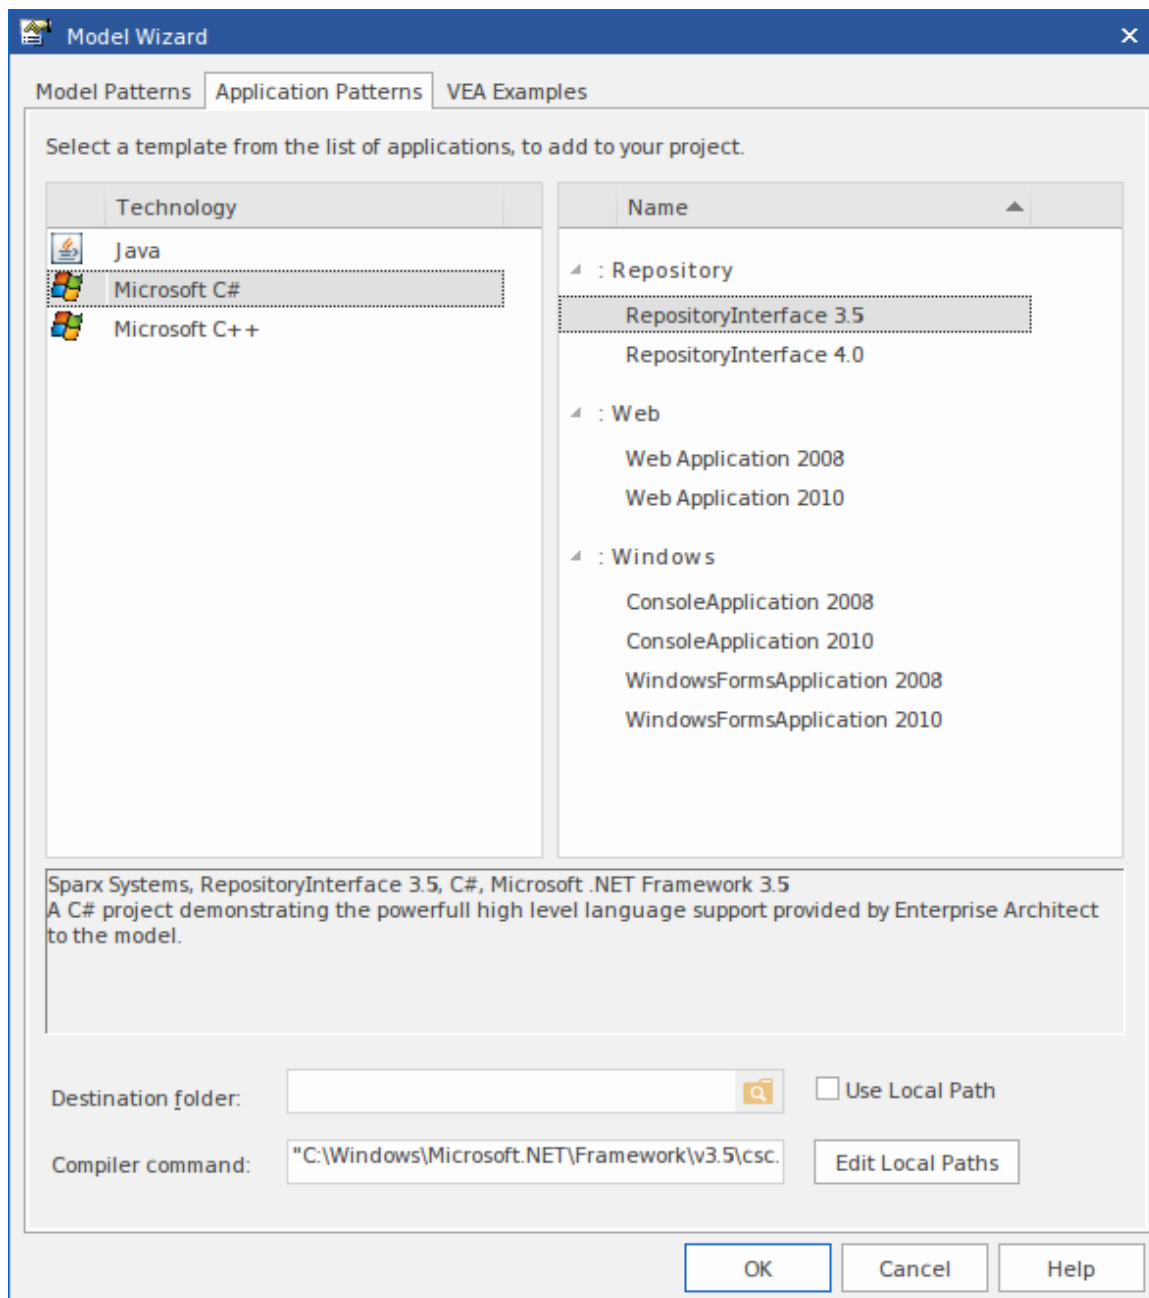 Model Wizard
Model Patterns Application Patterns VEA Examples
Select a template from the list of applications, to add to your project.
Technology
Java
Microsoft C#
Microsoft C++
Name
: Repository
RepositoryInterface 3.5
RepositoryInterface 4.0
: Web
Web Application 2008
Web Application 2010
: Windows
ConsoleApplication 2008
ConsoleApplication 2010
WindowsFormsApplication 2008
WindowsFormsApplication 2010
Sparx Systems, RepositoryInterface 3.5, C#, Microsoft .NET Framework 3.5
A C# project demonstrating the powerfull high level language support provided by Enterprise Architect
to the model.
Destination folder:
Use Local Path
Compiler command: "C:\Windows\Microsoft.NET\Framework\v3.5\csc.
Edit Local Paths
OK Cancel Help